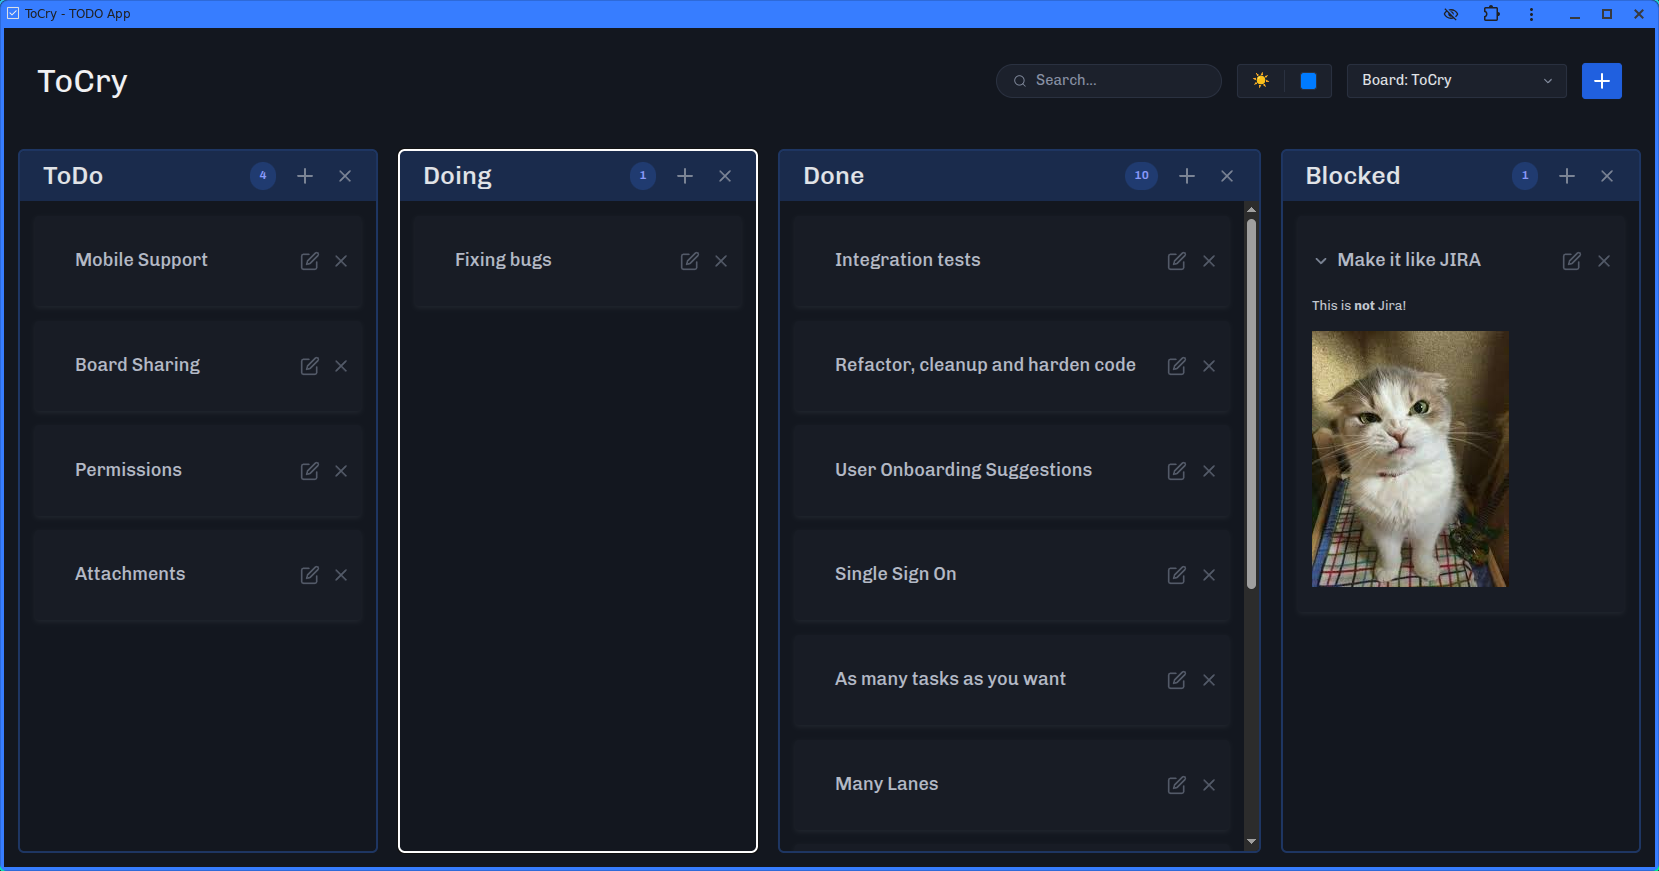 ToCry - TODO App
ToCry
Search...
Board: ToCry
ToDo
4
Mobile Support
Board Sharing
Permissions
Attachments
Doing
1
Fixing bugs
Done
10
Integration tests
Refactor, cleanup and harden code
User Onboarding Suggestions
Single Sign On
As many tasks as you want
Many Lanes
Blocked
1
Make it like JIRA
This is not Jira!